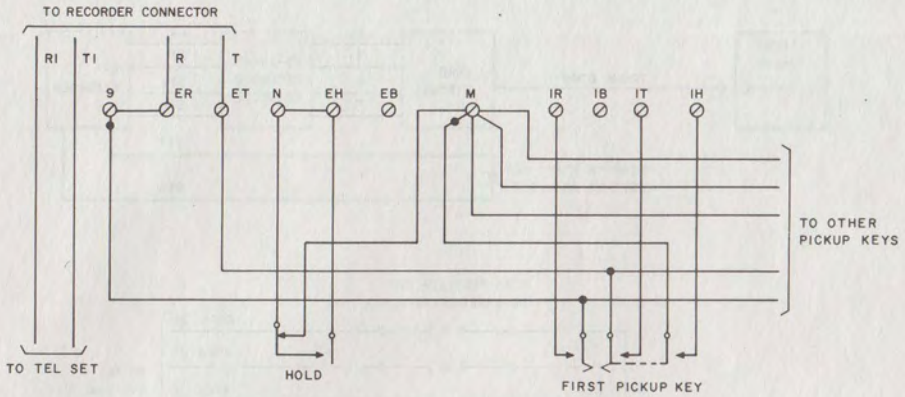 TO RECORDER CONNECTOR
RI TI R T
9 ER ET N EH EB M IR IB IT IH
TO OTHER
PICKUP KEYS
TO TEL SET
HOLD
FIRST PICKUP KEY